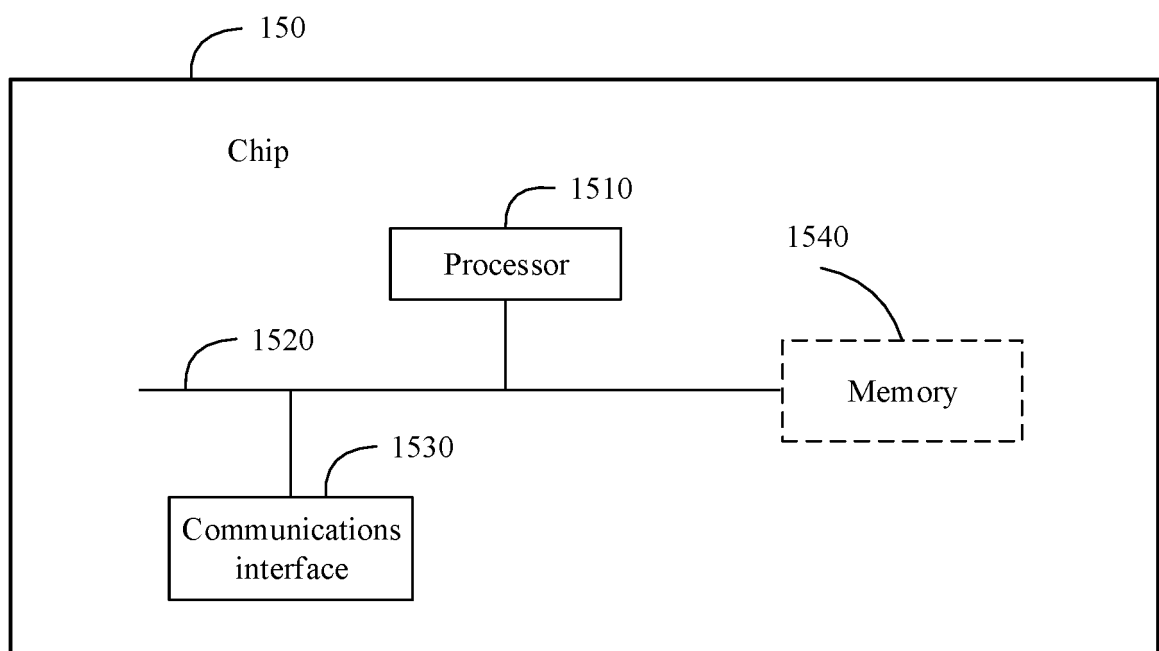 150
Chip
1510
Processor
1540
1520
Memory
1530
Communications
interface